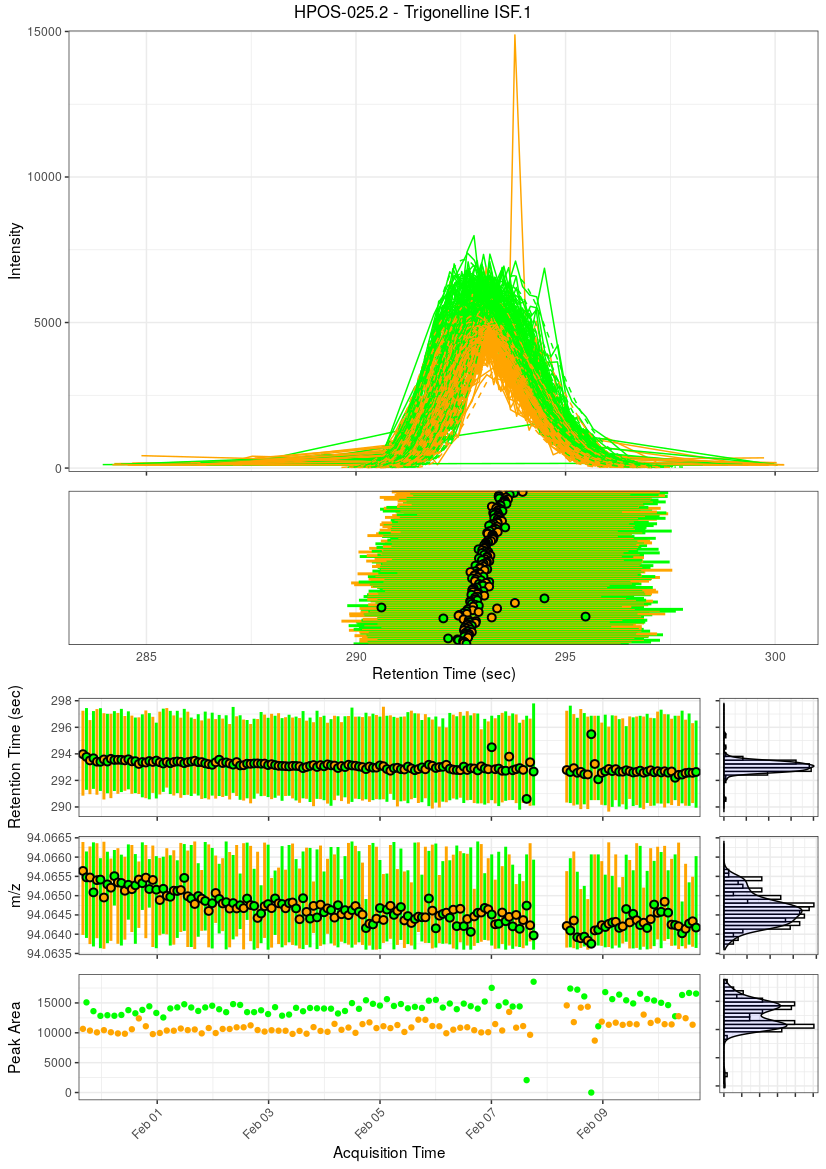 HPOS-025.2 - Trigonelline ISF.1
15000
10000
5000
0
Intensity
285
290
295
300
Retention Time (sec)
298
296
294
292
290
Retention Time (sec)
94.0665
94.0660
94.0655
94.0650
94.0645
94.0640
94.0635
m/z
15000
10000
5000
0
Peak Area
Feb 01
Feb 03
Feb 05
Feb 07
Feb 09
Acquisition Time